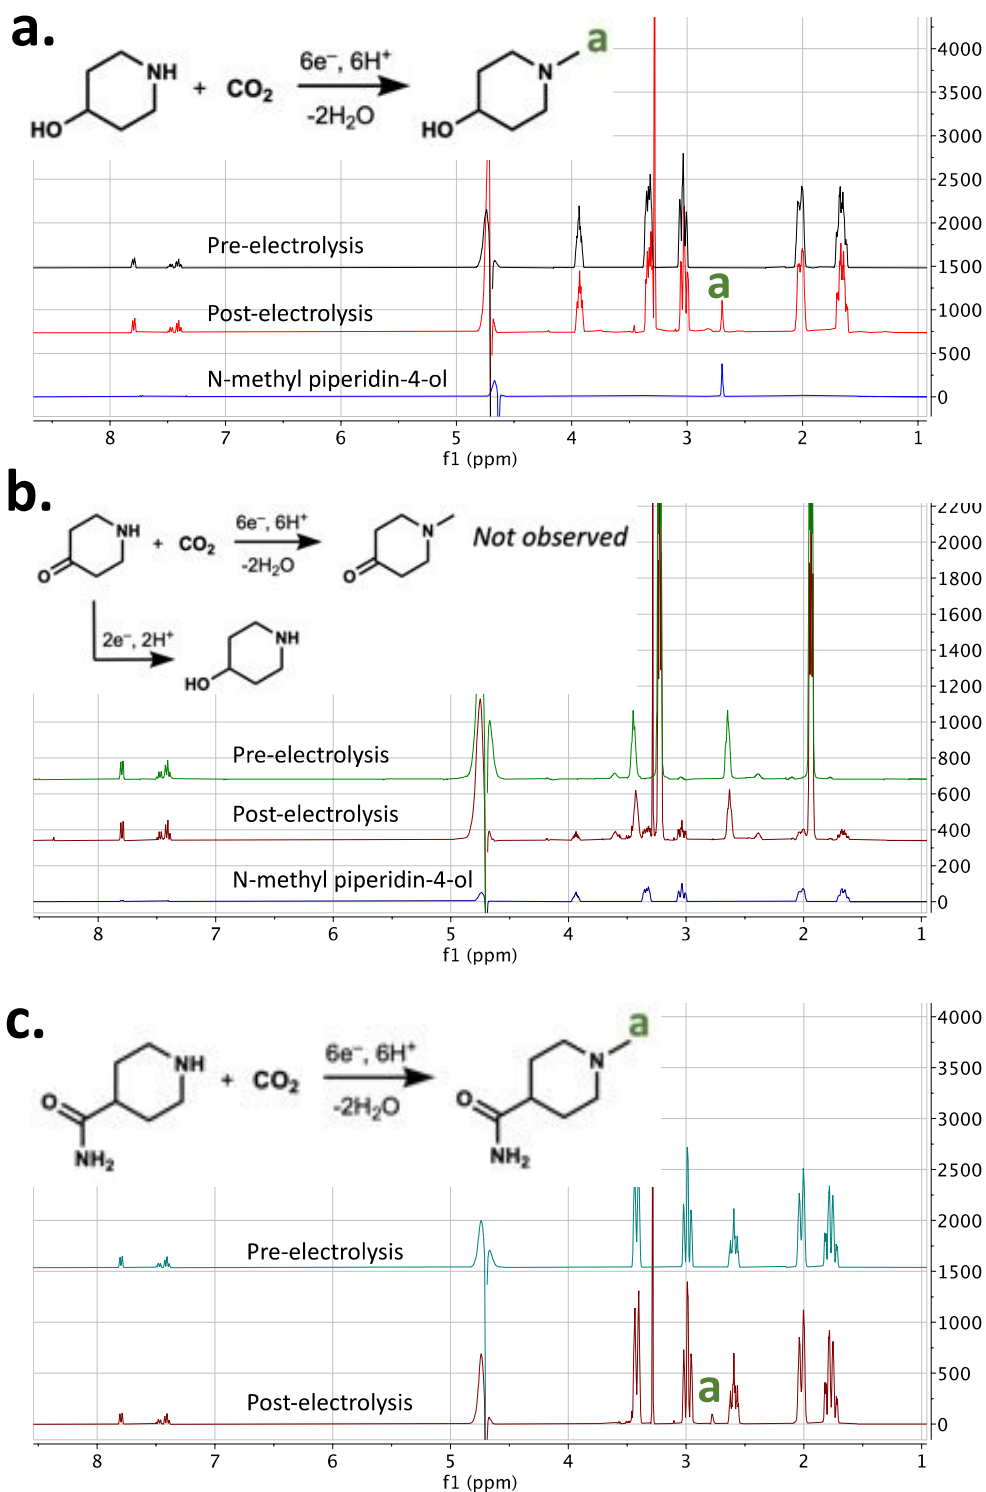 a.
NH
HO
+ CO₂
6e⁻, 6H⁺
-2H₂O
N
a
HO
4000
3500
3000
2500
2000
1500
1000
500
0
Pre-electrolysis
Post-electrolysis
a
N-methyl piperidin-4-ol
8 7 6 5 4 3 2 1
f1 (ppm)
b.
NH
O
+ CO₂
6e⁻, 6H⁺
-2H₂O
N
O
Not observed
2e⁻, 2H⁺
NH
HO
2200
2000
1800
1600
1400
1200
1000
800
600
400
200
0
Pre-electrolysis
Post-electrolysis
N-methyl piperidin-4-ol
8 7 6 5 4 3 2 1
f1 (ppm)
c.
NH
O
NH₂
+ CO₂
6e⁻, 6H⁺
-2H₂O
a
N
O
NH₂
4000
3500
3000
2500
2000
1500
1000
500
0
Pre-electrolysis
Post-electrolysis
a
8 7 6 5 4 3 2 1
f1 (ppm)